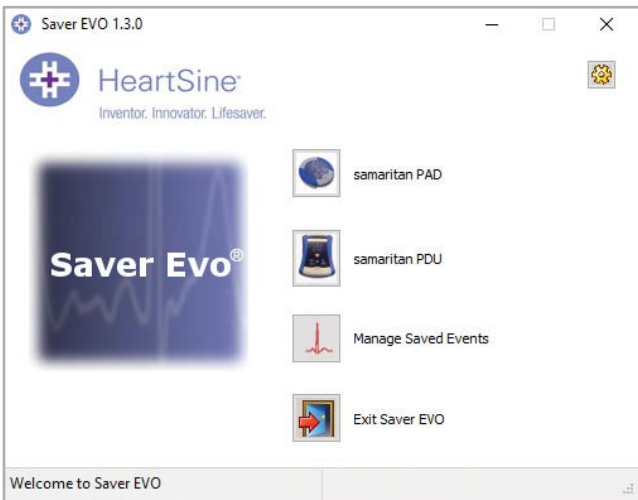 Saver EVO 1.3.0
HeartSine
Inventor. Innovator. Lifesaver.
samaritan PAD
Saver Evo®
samaritan PDU
Manage Saved Events
Exit Saver EVO
Welcome to Saver EVO